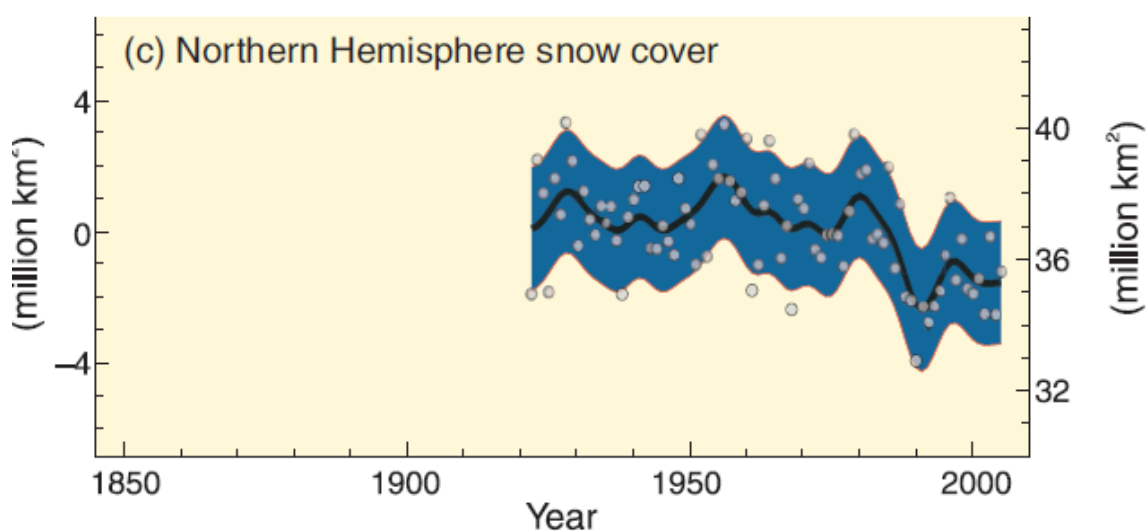 (c) Northern Hemisphere snow cover
4
0
−4
(million km²)
40
36
32
(million km²)
1850
1900
1950
2000
Year